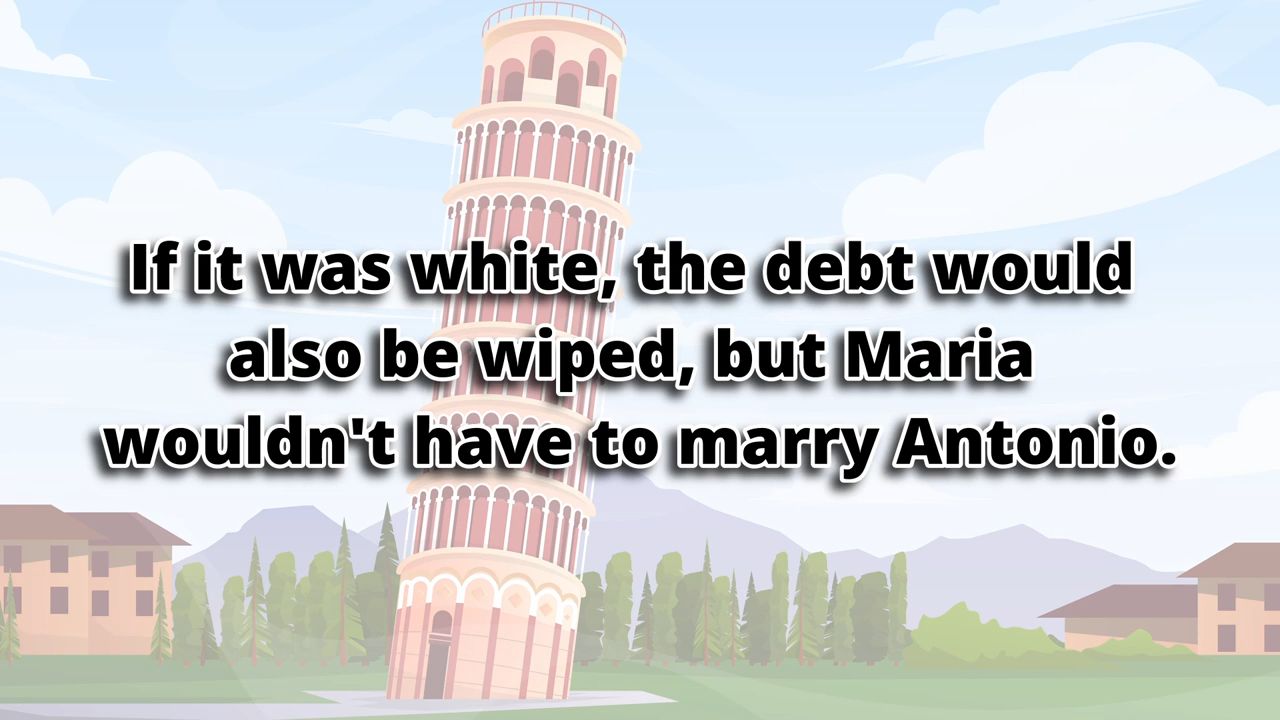 If it was white, the debt would
also be wiped, but Maria
wouldn't have to marry Antonio.